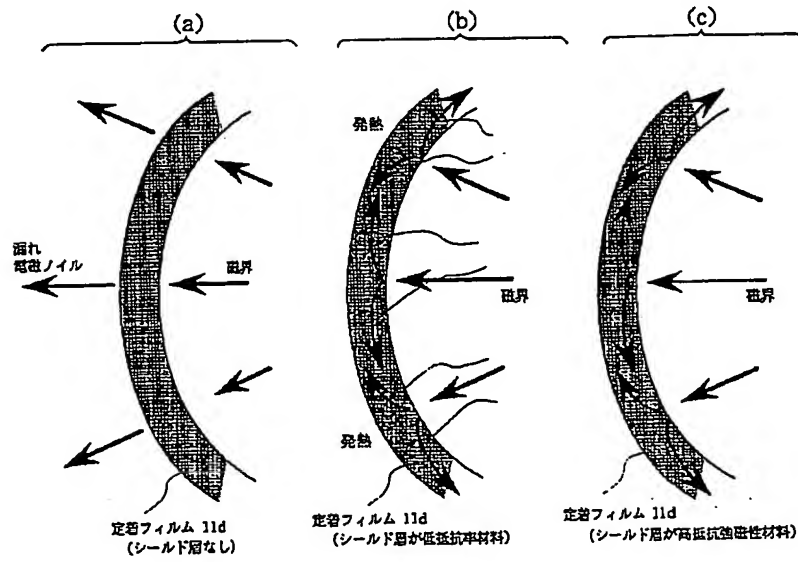 (a)
(b)
(c)
発熱
漏れ
電磁ノイル
磁界
磁界
磁界
発熱
定着フィルム 11d
(シールド層なし)
定着フィルム 11d
(シールド層が低抵抗率材料)
定着フィルム 11d
(シールド層が高抵抗強磁性材料)